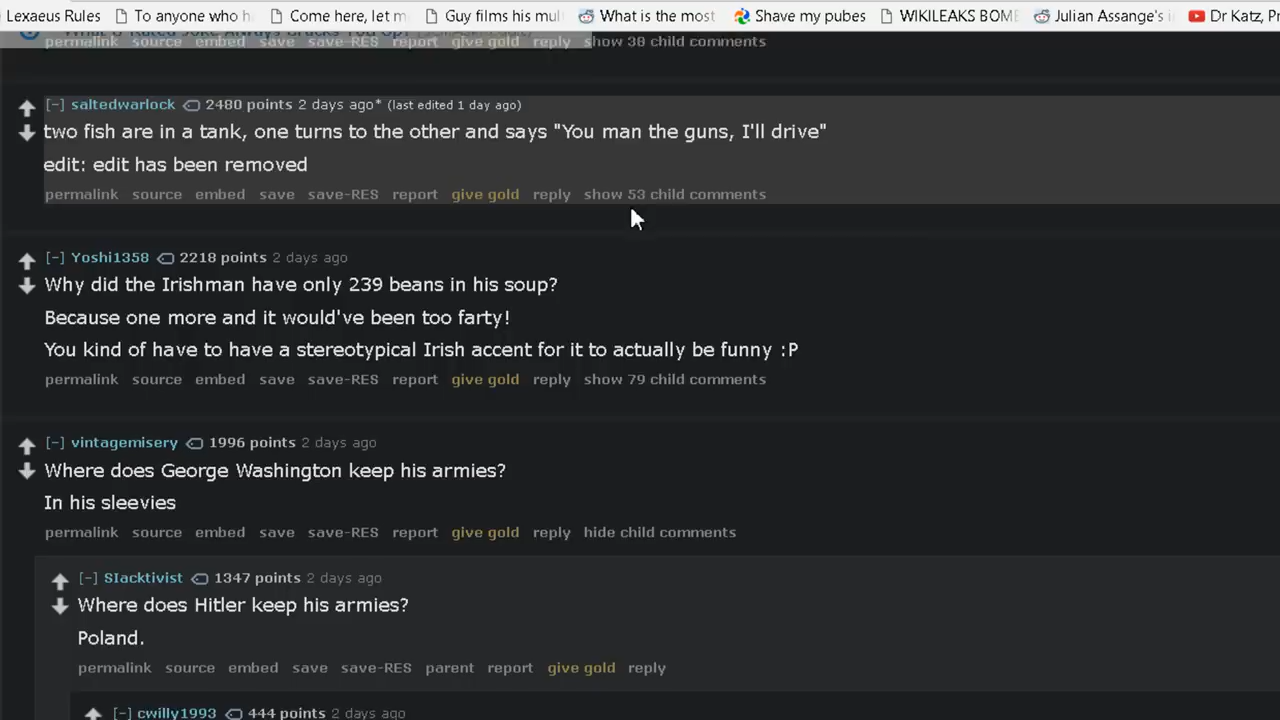 Lexaeus Rules To anyone who h Come here, let m Guy films his mul What is the most Shave my pubes WIKILEAKS BOMB Julian Assange's i Dr Katz, P
What G Rated Joke Always Cracks You Up?
permalink source embed save save-RES report give gold reply show 38 child comments
[-] saltedwarlock 2480 points 2 days ago* (last edited 1 day ago)
two fish are in a tank, one turns to the other and says "You man the guns, I'll drive"
edit: edit has been removed
permalink source embed save save-RES report give gold reply show 53 child comments
[-] Yoshi1358 2218 points 2 days ago
Why did the Irishman have only 239 beans in his soup?
Because one more and it would've been too farty!
You kind of have to have a stereotypical Irish accent for it to actually be funny :P
permalink source embed save save-RES report give gold reply show 79 child comments
[-] vintagemisery 1996 points 2 days ago
Where does George Washington keep his armies?
In his sleevies
permalink source embed save save-RES report give gold reply hide child comments
[-] SIacktivist 1347 points 2 days ago
Where does Hitler keep his armies?
Poland.
permalink source embed save save-RES parent report give gold reply
[-] cwilly1993 444 points 2 days ago